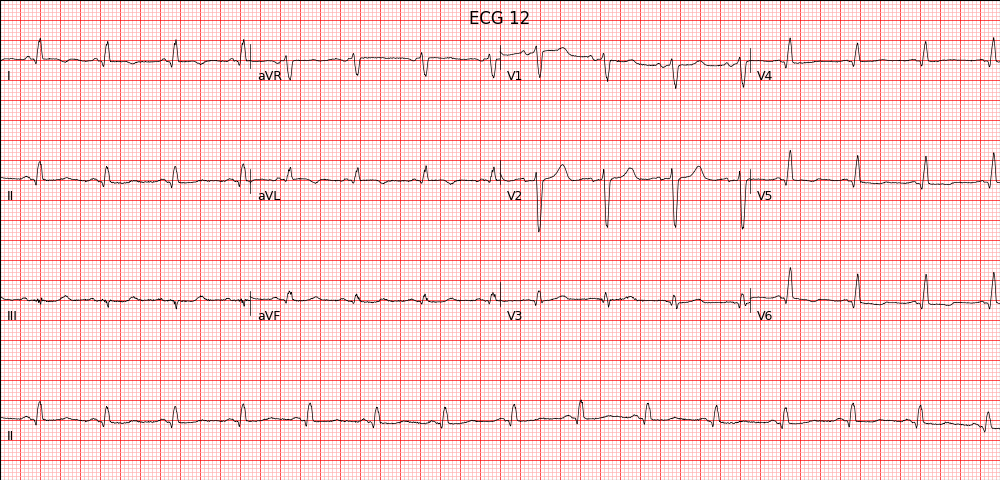 ECG 12
I aVR V1 V4
II aVL V2 V5
III aVF V3 V6
II